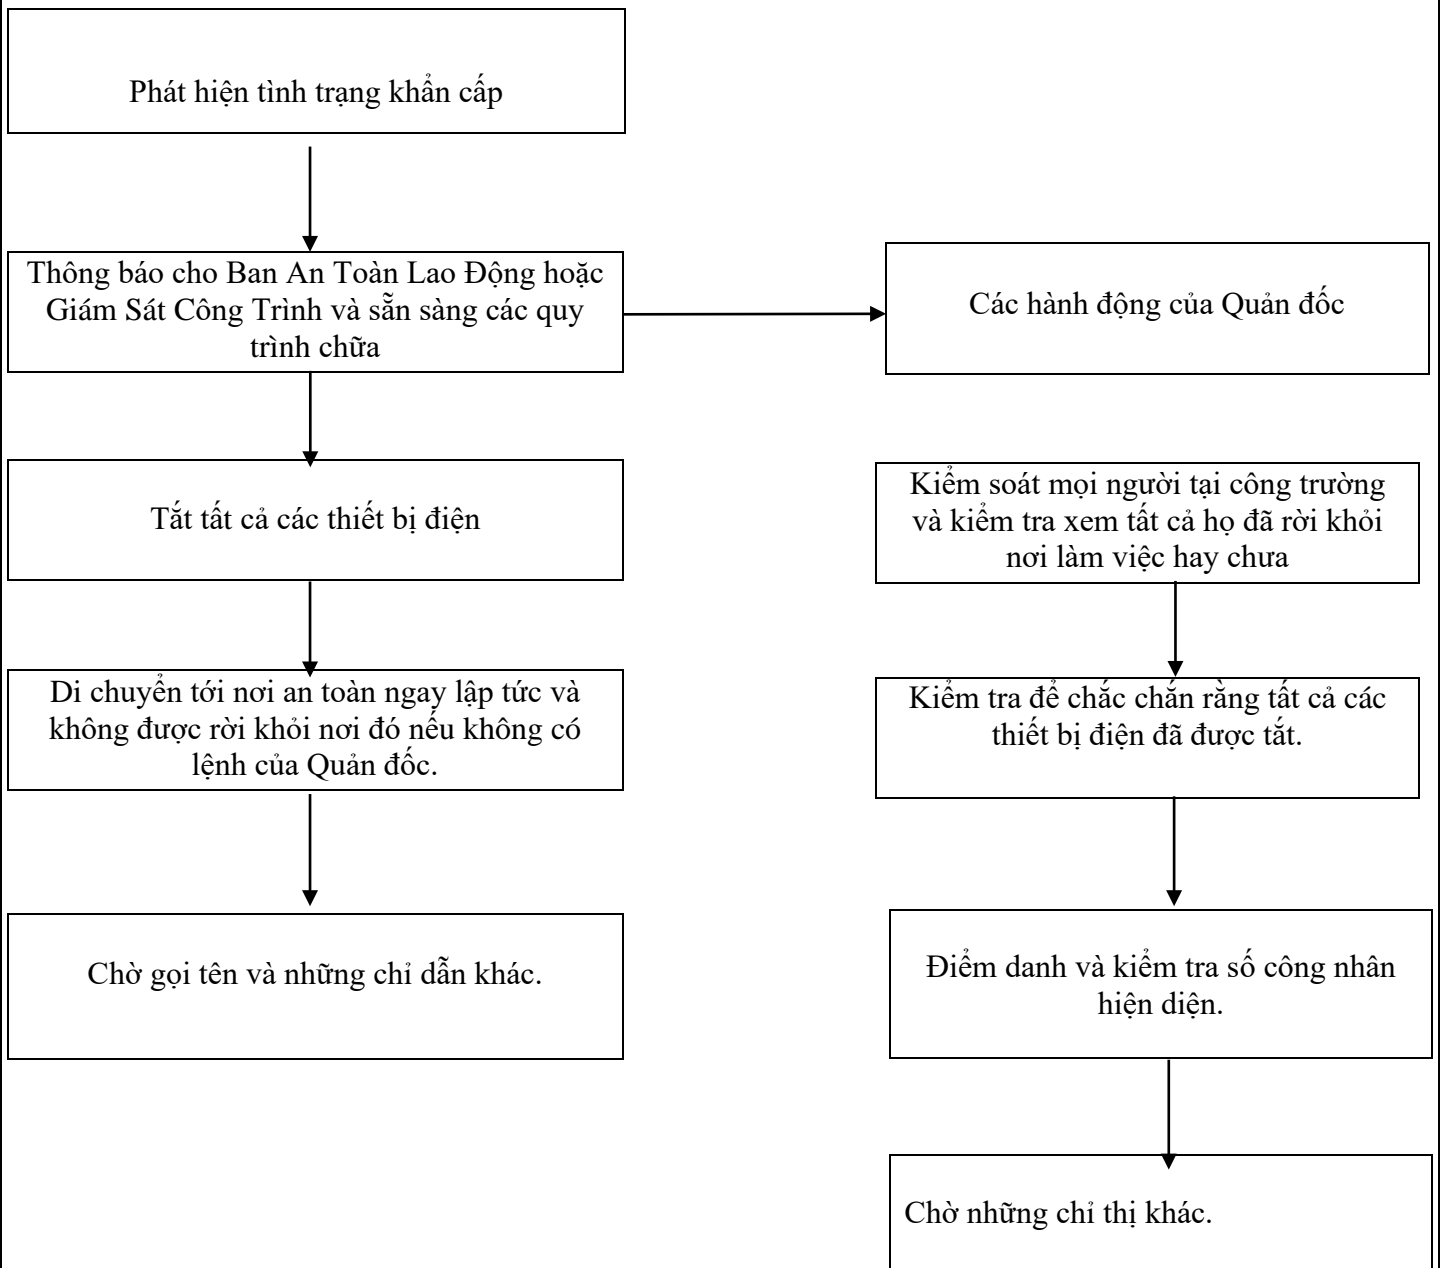 Phát hiện tình trạng khẩn cấp
Thông báo cho Ban An Toàn Lao Động hoặc
Giám Sát Công Trình và sẵn sàng các quy
trình chữa
Các hành động của Quản đốc
Tắt tất cả các thiết bị điện
Kiểm soát mọi người tại công trường
và kiểm tra xem tất cả họ đã rời khỏi
nơi làm việc hay chưa
Di chuyển tới nơi an toàn ngay lập tức và
không được rời khỏi nơi đó nếu không có
lệnh của Quản đốc.
Kiểm tra để chắc chắn rằng tất cả các
thiết bị điện đã được tắt.
Chờ gọi tên và những chỉ dẫn khác.
Điểm danh và kiểm tra số công nhân
hiện diện.
Chờ những chỉ thị khác.